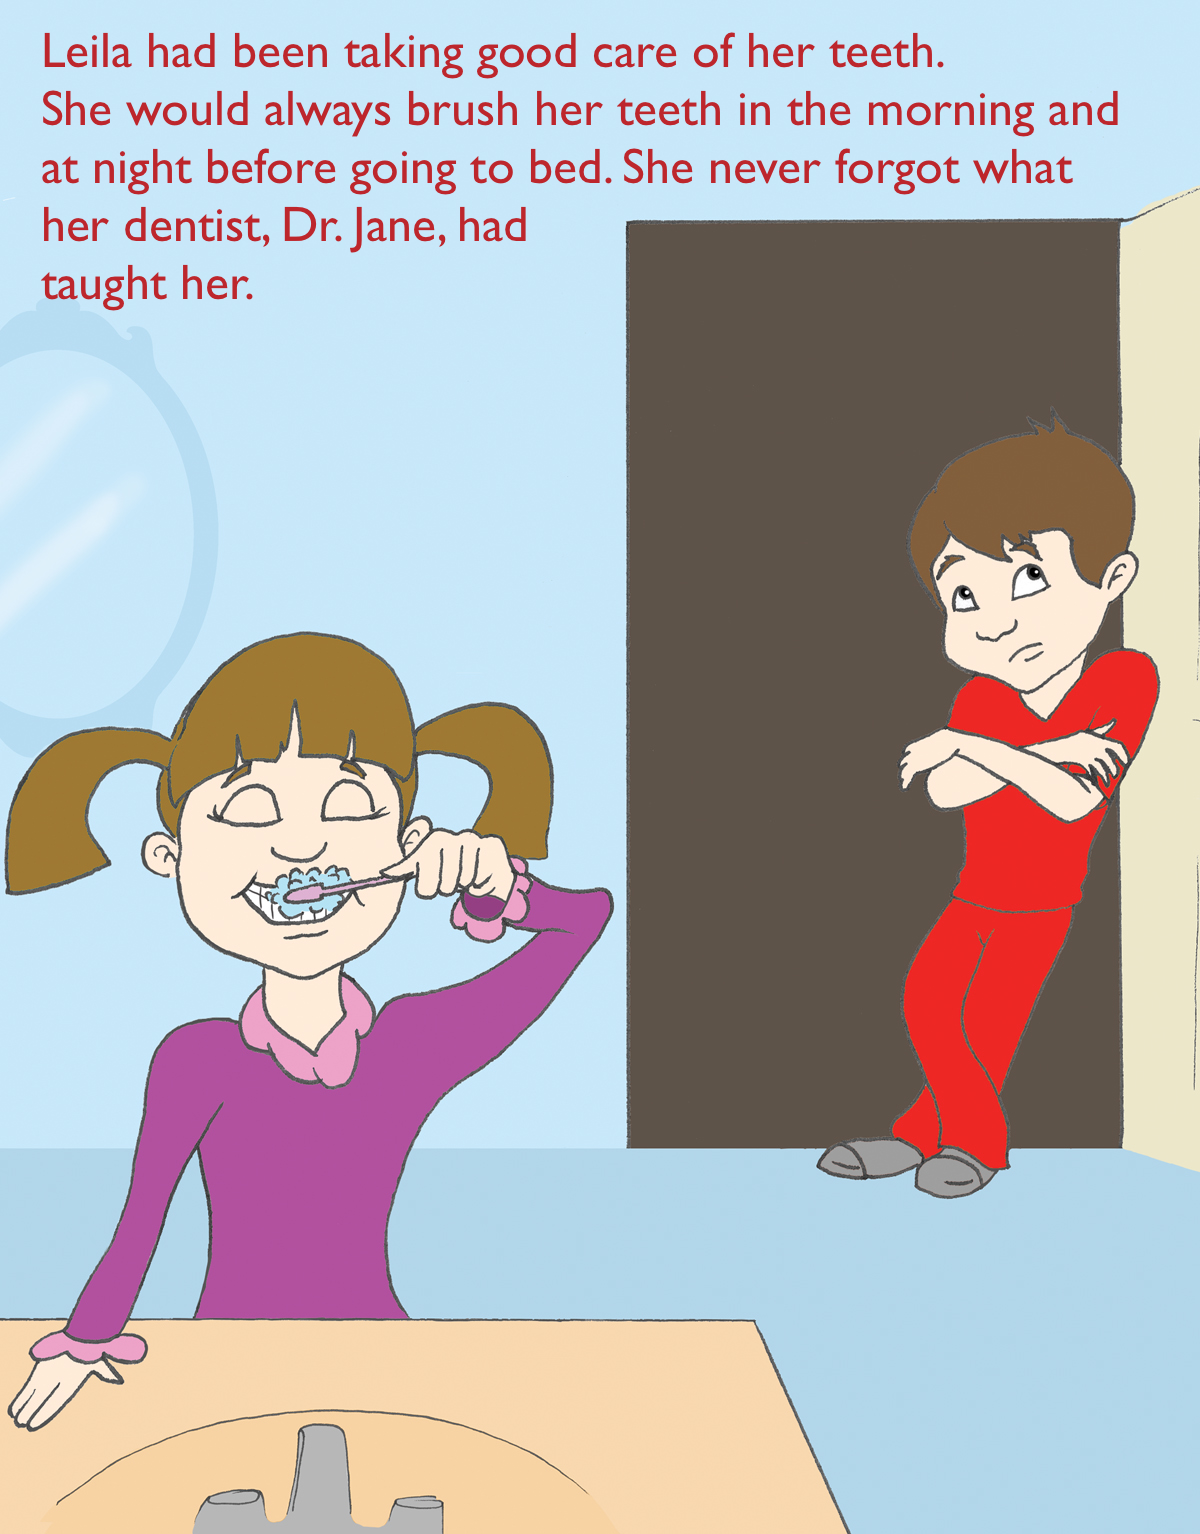 Leila had been taking good care of her teeth.
She would always brush her teeth in the morning and
at night before going to bed. She never forgot what
her dentist, Dr. Jane, had
taught her.